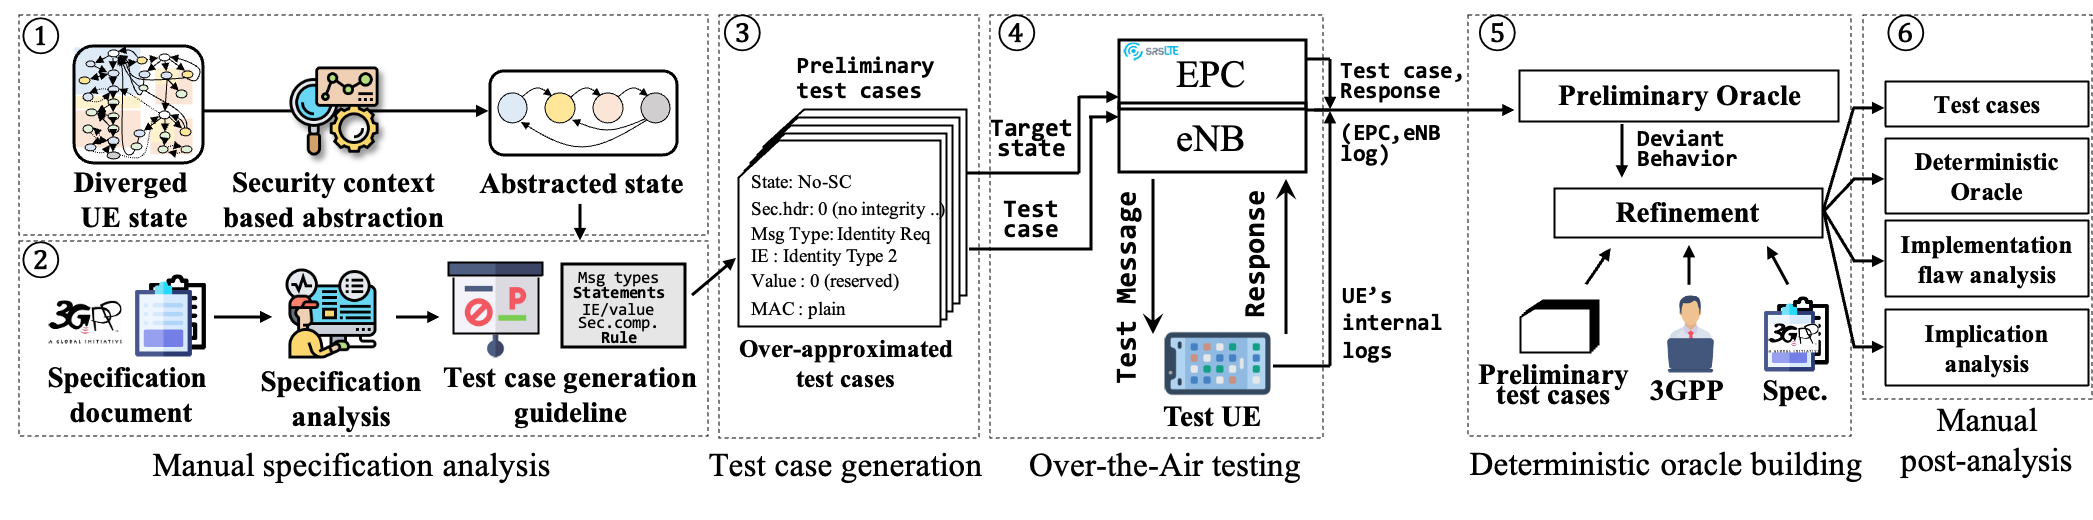 ①
Diverged
UE state
Security context
based abstraction
Abstracted state
②
3GPP
A GLOBAL INITIATIVE
Specification
document
Specification
analysis
P
Test case generation
guideline
Msg types
Statements
IE/value
Sec.comp.
Rule
Manual specification analysis
③
Preliminary
test cases
State: No-SC
Sec.hdr: 0 (no integrity ..)
Msg Type: Identity Req
IE : Identity Type 2
Value : 0 (reserved)
MAC : plain
Over-approximated
test cases
Test case generation
④
Target
state
Test
case
srsLTE
EPC
eNB
Test Message
Response
Test UE
Over-the-Air testing
Test case,
Response
(EPC,eNB
log)
UE's
internal
logs
⑤
Preliminary Oracle
Deviant
Behavior
Refinement
Preliminary
test cases
3GPP
3GPP
Spec.
Deterministic oracle building
⑥
Test cases
Deterministic
Oracle
Implementation
flaw analysis
Implication
analysis
Manual
post-analysis